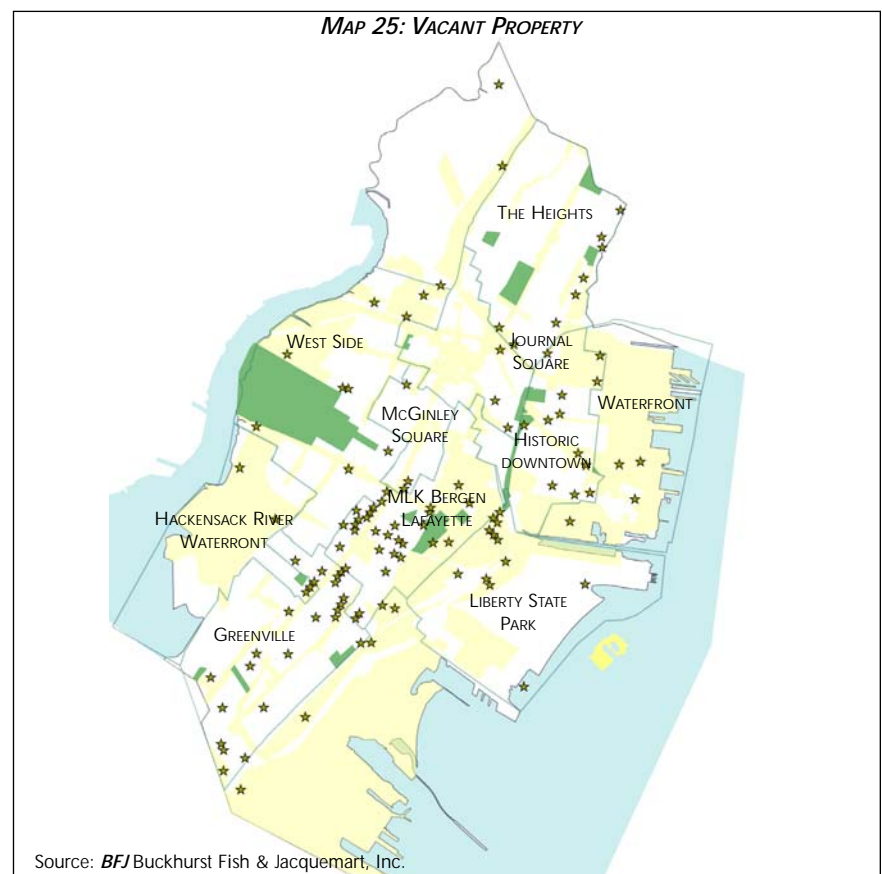 MAP 25: VACANT PROPERTY
THE HEIGHTS
WEST SIDE
JOURNAL
SQUARE
WATERFRONT
MCGINLEY
SQUARE
HISTORIC
DOWNTOWN
MLK BERGEN
LAFAYETTE
HACKENSACK RIVER
WATERRONT
LIBERTY STATE
PARK
GREENVILLE
Source: BFJ Buckhurst Fish & Jacquemart, Inc.